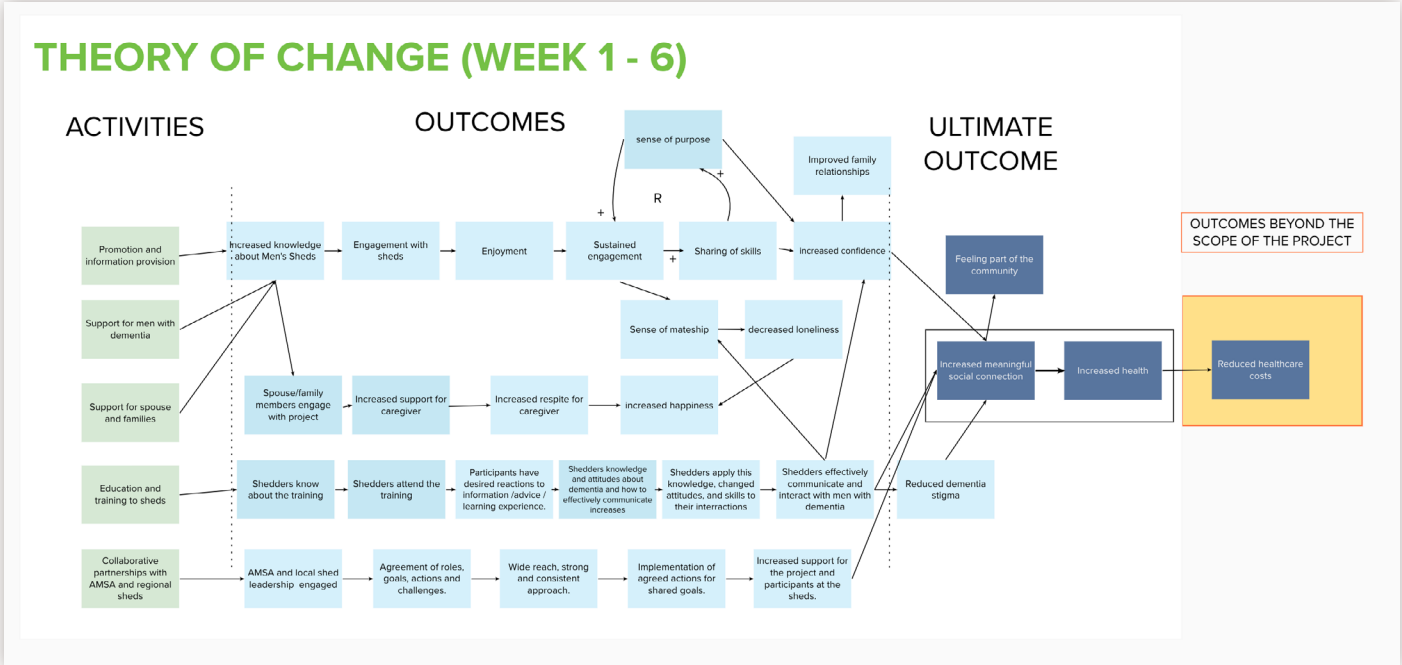 THEORY OF CHANGE (WEEK 1 - 6)
ACTIVITIES
OUTCOMES
ULTIMATE
OUTCOME
OUTCOMES BEYOND THE
SCOPE OF THE PROJECT
sense of purpose
Improved family
relationships
+
R
+
+
Promotion and
information provision
Increased knowledge
about Men's Sheds
Engagement with
sheds
Enjoyment
Sustained
engagement
Sharing of skills
increased confidence
Feeling part of the
community
Support for men with
dementia
Sense of mateship
decreased loneliness
Increased meaningful
social connection
Increased health
Reduced healthcare
costs
Support for spouse
and families
Spouse/family
members engage
with project
Increased support for
caregiver
Increased respite for
caregiver
increased happiness
Education and
training to sheds
Shedders know
about the training
Shedders attend the
training
Participants have
desired reactions to
information /advice /
learning experience.
Shedders knowledge
and attitudes about
dementia and how to
effectively communicate
increases
Shedders apply this
knowledge, changed
attitudes, and skills to
their interractions
Shedders effectively
communicate and
interact with men with
dementia
Reduced dementia
stigma
Collaborative
partnerships with
AMSA and regional
sheds
AMSA and local shed
leadership engaged
Agreement of roles,
goals, actions and
challenges.
Wide reach, strong
and consistent
approach.
Implementation of
agreed actions for
shared goals.
Increased support for
the project and
participants at the
sheds.